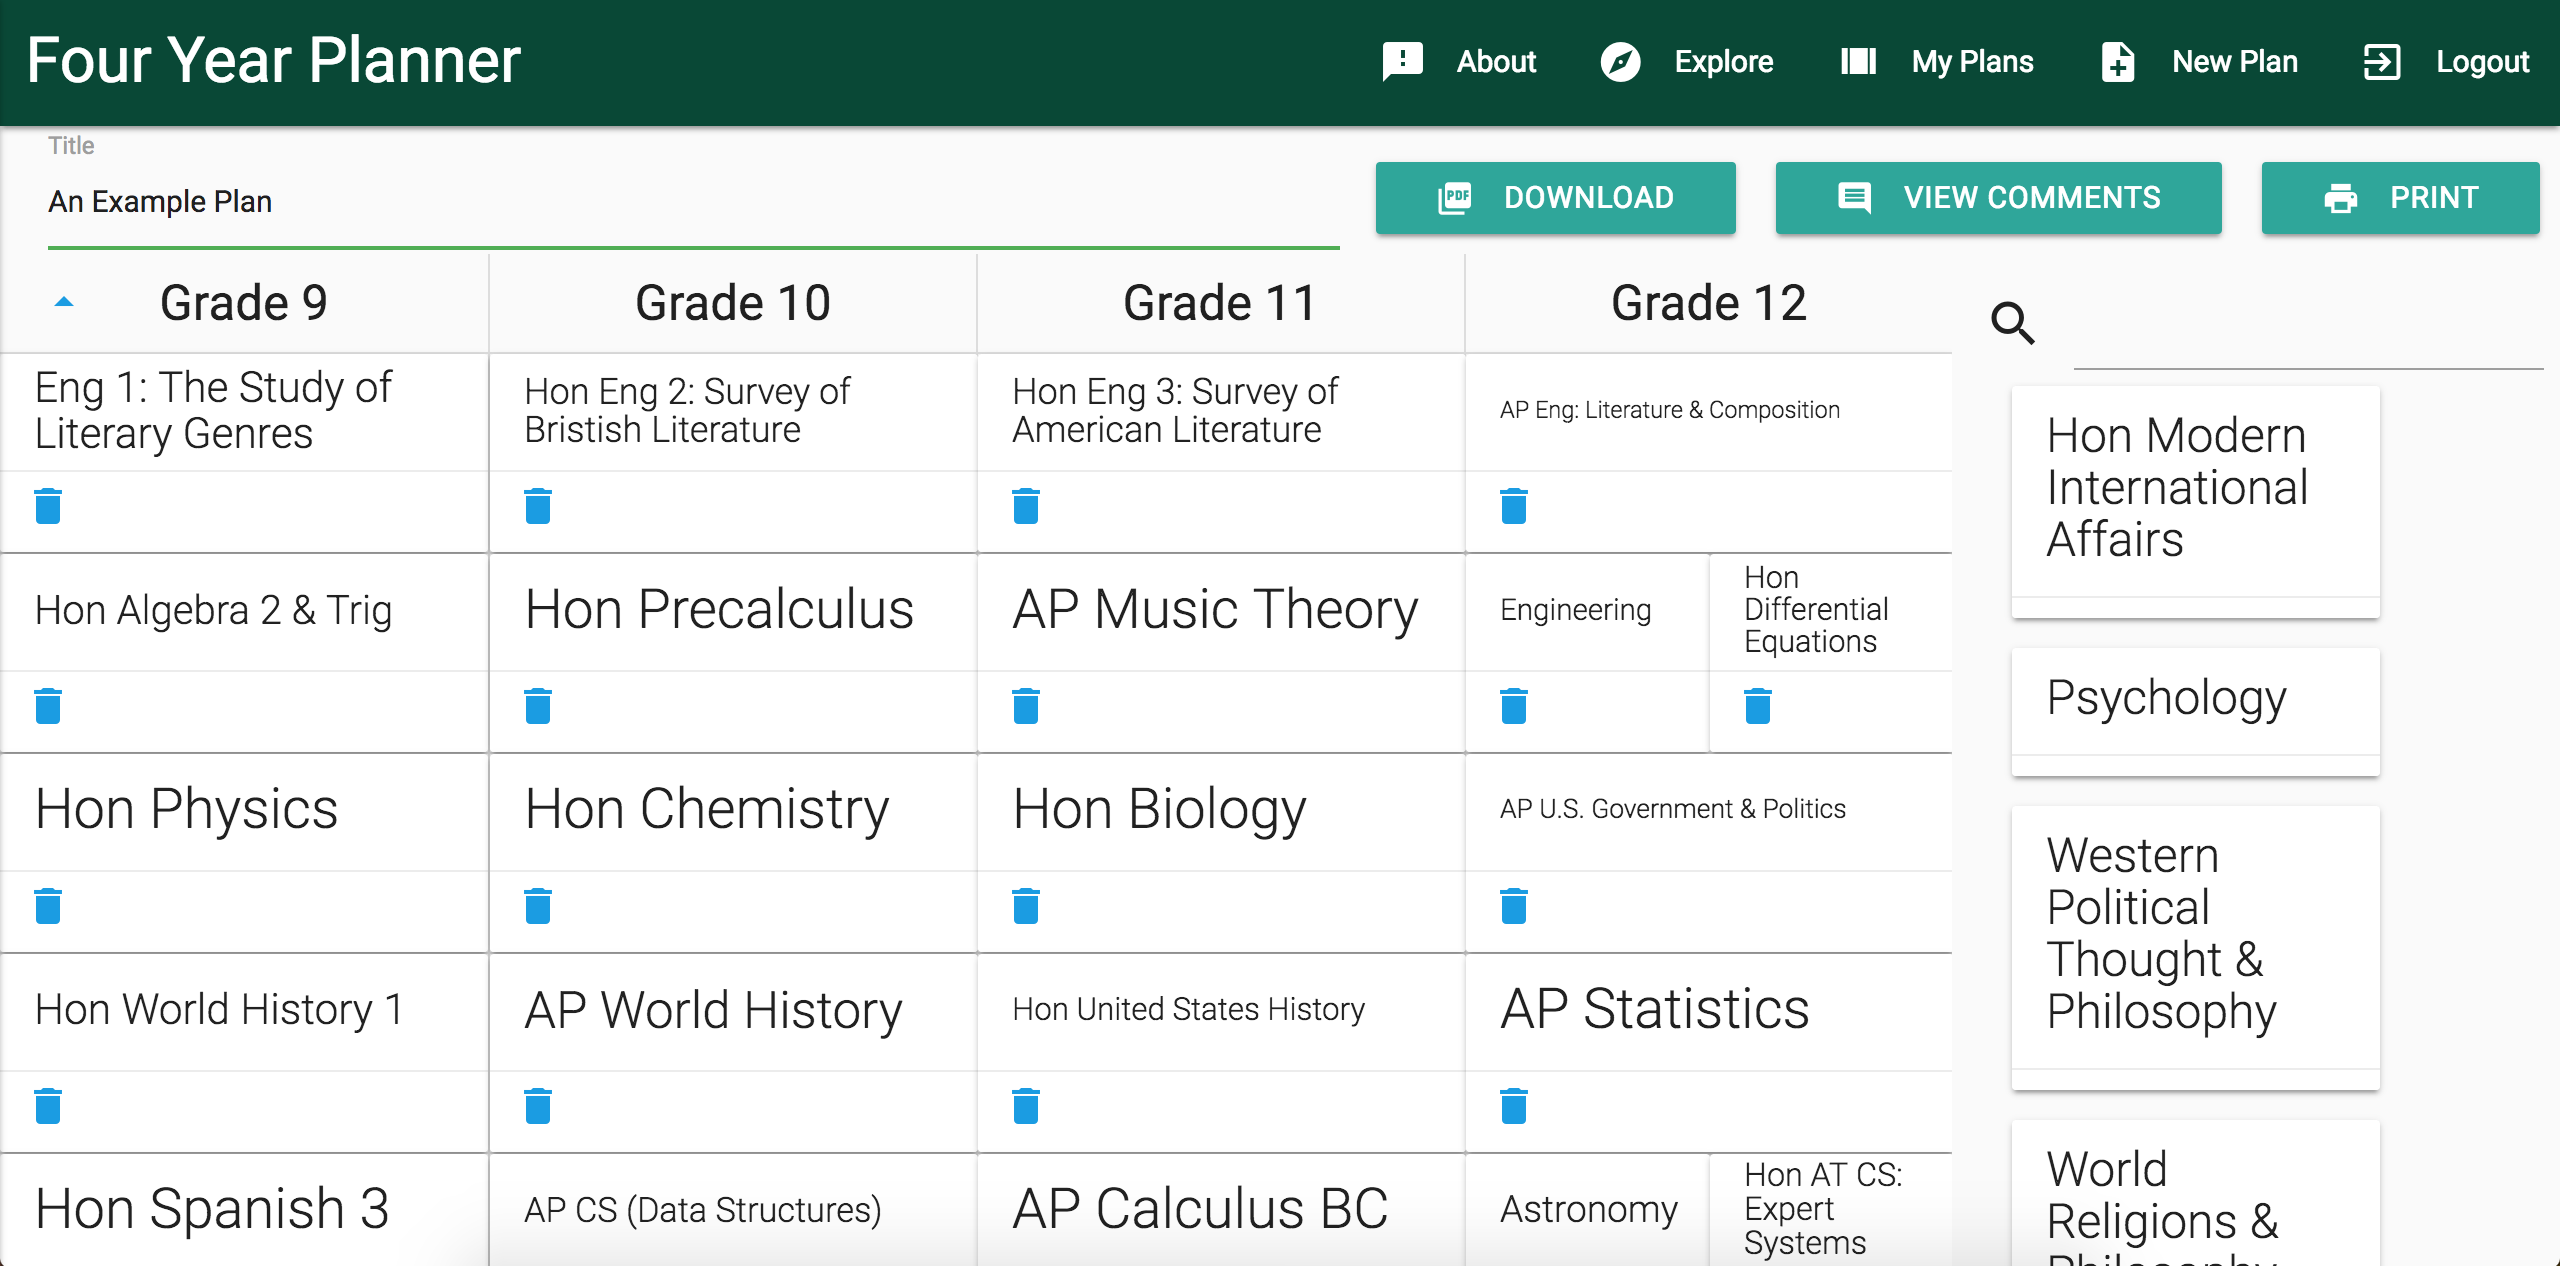 Four Year Planner
About
Explore
My Plans
New Plan
Logout
Title
An Example Plan
PDF
DOWNLOAD
VIEW COMMENTS
PRINT
Grade 9
Grade 10
Grade 11
Grade 12
Eng 1: The Study of
Literary Genres
Hon Eng 2: Survey of
Bristish Literature
Hon Eng 3: Survey of
American Literature
AP Eng: Literature & Composition
Hon Algebra 2 & Trig
Hon Precalculus
AP Music Theory
Engineering
Hon
Differential
Equations
Hon Physics
Hon Chemistry
Hon Biology
AP U.S. Government & Politics
Hon World History 1
AP World History
Hon United States History
AP Statistics
Hon Spanish 3
AP CS (Data Structures)
AP Calculus BC
Astronomy
Hon AT CS:
Expert
Systems
Hon Modern
International
Affairs
Psychology
Western
Political
Thought &
Philosophy
World
Religions &
Philosophy